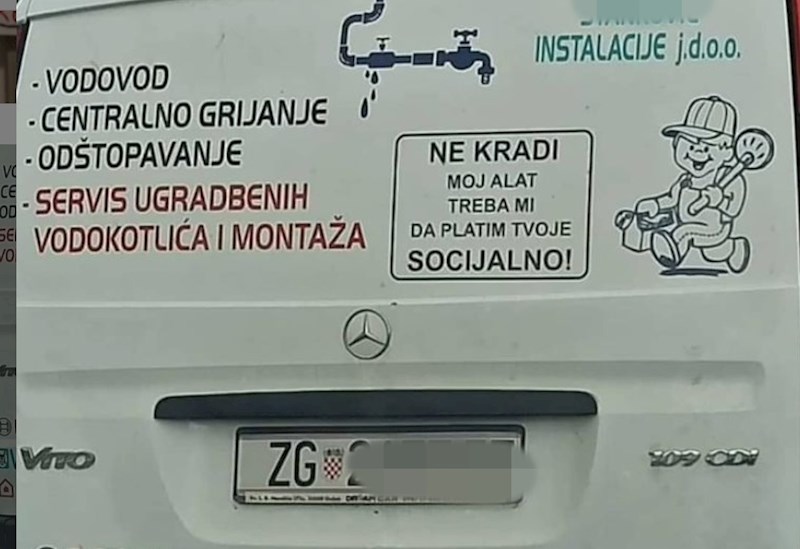 INSTALACIJE j.d.o.o.
- VODOVOD
- CENTRALNO GRIJANJE
- ODŠTOPAVANJE
- SERVIS UGRADBENIH
VODOKOTLIĆA I MONTAŽA
NE KRADI
MOJ ALAT
TREBA MI
DA PLATIM TVOJE
SOCIJALNO!
VITO
109 CDI
ZG